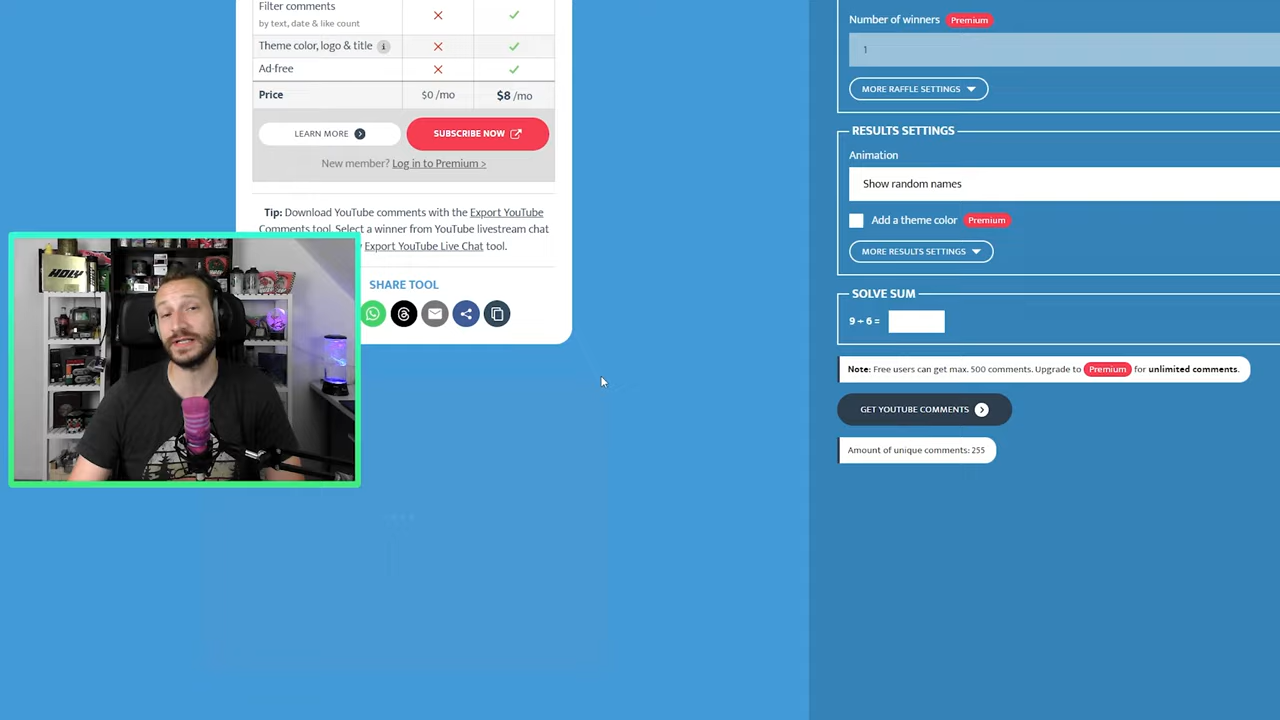 Filter comments
by text, date & like count
Theme color, logo & title
Ad-free
Price $0 /mo $8 /mo
LEARN MORE SUBSCRIBE NOW
New member? Log in to Premium >
Tip: Download YouTube comments with the Export YouTube
Comments tool. Select a winner from YouTube livestream chat
Export YouTube Live Chat tool.
SHARE TOOL
HOLY
Number of winners Premium
1
MORE RAFFLE SETTINGS
RESULTS SETTINGS
Animation
Show random names
Add a theme color Premium
MORE RESULTS SETTINGS
SOLVE SUM
9 + 6 =
Note: Free users can get max. 500 comments. Upgrade to Premium for unlimited comments.
GET YOUTUBE COMMENTS
Amount of unique comments: 255